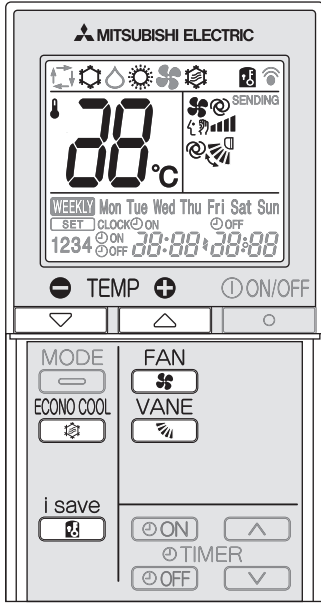 MITSUBISHI ELECTRIC
SENDING
88°C
WEEKLY Mon Tue Wed Thu Fri Sat Sun
SET CLOCK ON OFF
1234 ON OFF 88:88 88:88
TEMP ON/OFF
MODE FAN
ECONO COOL VANE
i save
ON
TIMER
OFF